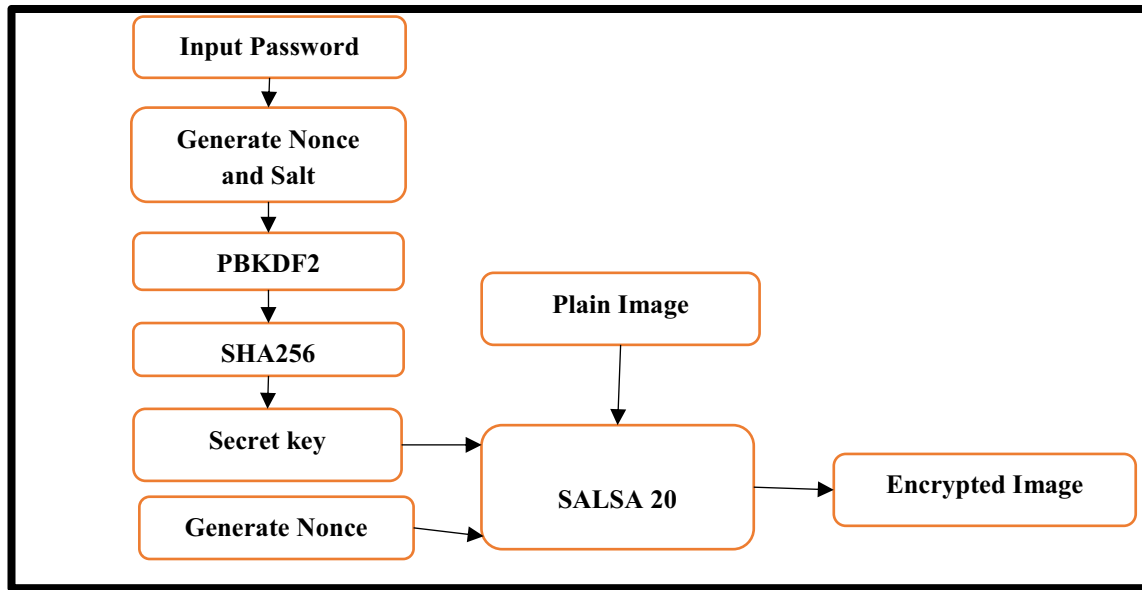 Input Password
Generate Nonce
and Salt
PBKDF2
SHA256
Secret key
Generate Nonce
Plain Image
SALSA 20
Encrypted Image